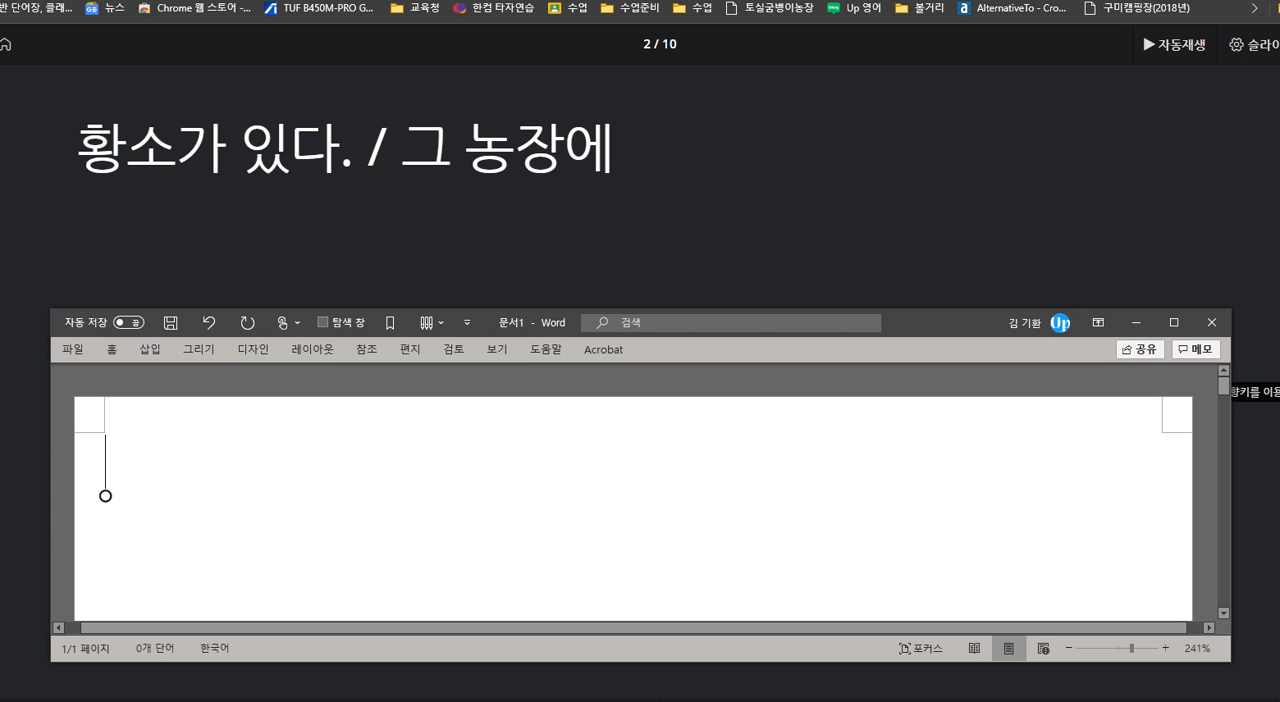 반 단어장, 클래... 뉴스 Chrome 웹 스토어 -... TUF B450M-PRO G... 교육청 한컴 타자연습 수업 수업준비 수업 토실굼벵이농장 Up 영어 볼거리 AlternativeTo - Cro... 구미캠핑장(2018년)
2 / 10 자동재생 슬라이
황소가 있다. / 그 농장에
자동 저장 끔 탐색 창 문서1 - Word 검색 김 기환 Up
파일 홈 삽입 그리기 디자인 레이아웃 참조 편지 검토 보기 도움말 Acrobat 공유 메모
향키를 이용
1/1 페이지 0개 단어 한국어 포커스 241%